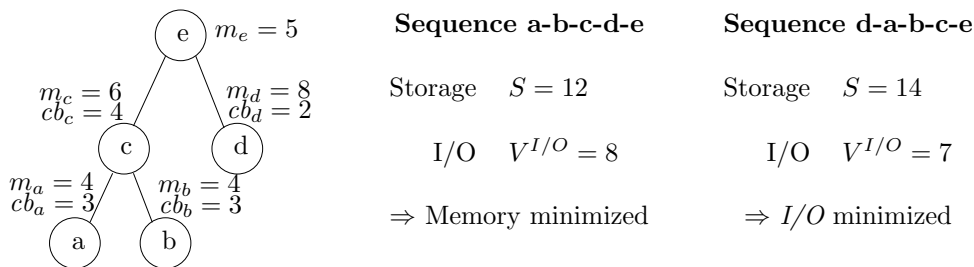 e m_e = 5
m_c = 6
cb_c = 4
m_d = 8
cb_d = 2
c
d
m_a = 4
cb_a = 3
m_b = 4
cb_b = 3
a
b
Sequence a-b-c-d-e
Storage S = 12
I/O V^{I/O} = 8
⇒ Memory minimized
Sequence d-a-b-c-e
Storage S = 14
I/O V^{I/O} = 7
⇒ I/O minimized